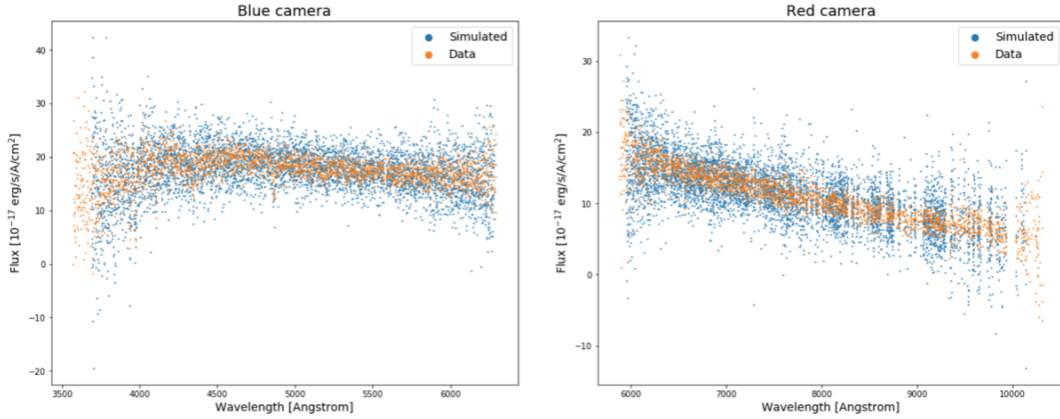 Blue camera
Flux [10⁻¹⁷ erg/s/A/cm²]
40
30
20
10
0
−10
−20
Simulated
Data
3500
4000
4500
5000
5500
6000
Wavelength [Angstrom]
Red camera
Flux [10⁻¹⁷ erg/s/A/cm²]
30
20
10
0
−10
Simulated
Data
6000
7000
8000
9000
10000
Wavelength [Angstrom]